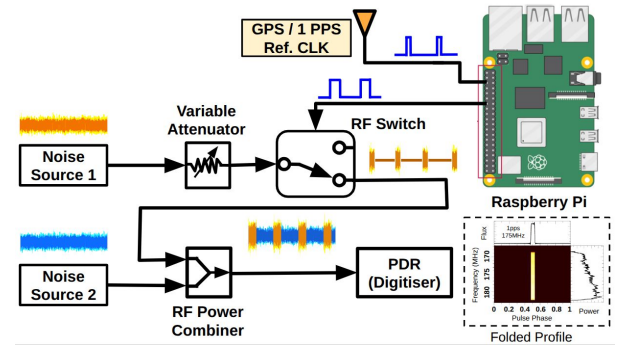 GPS / 1 PPS
Ref. CLK
Variable
Attenuator
RF Switch
Noise
Source 1
Raspberry Pi
Noise
Source 2
RF Power
Combiner
PDR
(Digitiser)
Flux
1pps
175MHz
Frequency (MHz)
170
175
180
0 0.2 0.4 0.6 0.8 1
Pulse Phase
Power
Folded Profile